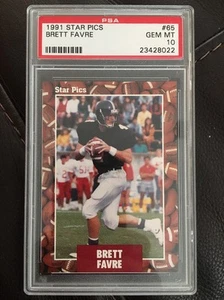 PSA
1991 STAR PICS #65
BRETT FAVRE GEM MT
10
23428022
Star Pics
BRETT
FAVRE